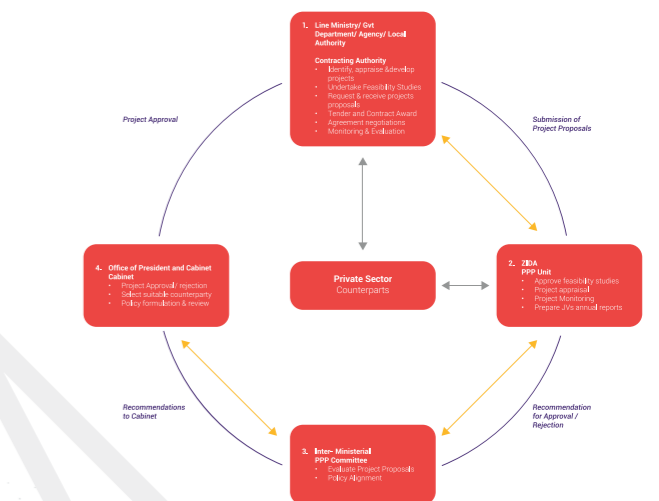 1. Line Ministry/ Gvt
Department/ Agency/ Local
Authority
Contracting Authority
• Identify, appraise &develop
projects
• Undertake Feasibility Studies
• Request & receive projects
proposals
• Tender and Contract Award
• Agreement negotiations
• Monitoring & Evaluation
Project Approval
Submission of
Project Proposals
4. Office of President and Cabinet
Cabinet
• Project Approval/ rejection
• Select suitable counterparty
• Policy formulation & review
Private Sector
Counterparts
2. ZIDA
PPP Unit
• Approve feasibility studies
• Project appraisal
• Project Monitoring
• Prepare JVs annual reports
Recommendations
to Cabinet
Recommendation
for Approval /
Rejection
3. Inter- Ministerial
PPP Committee
• Evaluate Project Proposals
• Policy Alignment